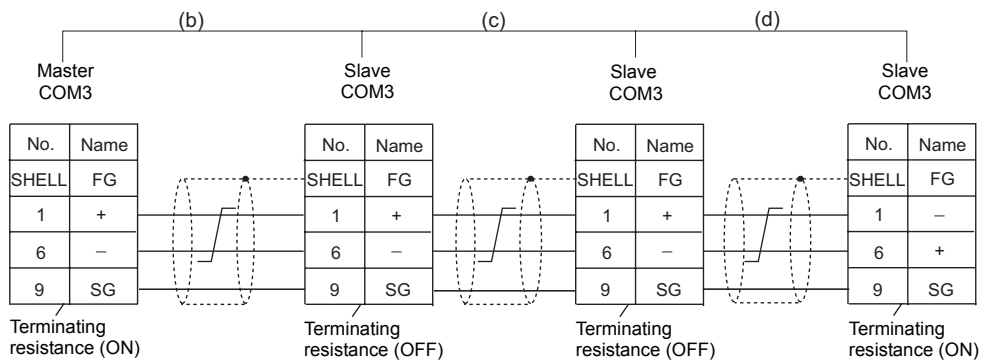 (b) (c) (d)
Master
COM3
Slave
COM3
Slave
COM3
Slave
COM3
No. Name
SHELL FG
1 +
6 −
9 SG
Terminating
resistance (ON)
No. Name
SHELL FG
1 +
6 −
9 SG
Terminating
resistance (OFF)
No. Name
SHELL FG
1 +
6 −
9 SG
Terminating
resistance (OFF)
No. Name
SHELL FG
1 −
6 +
9 SG
Terminating
resistance (ON)